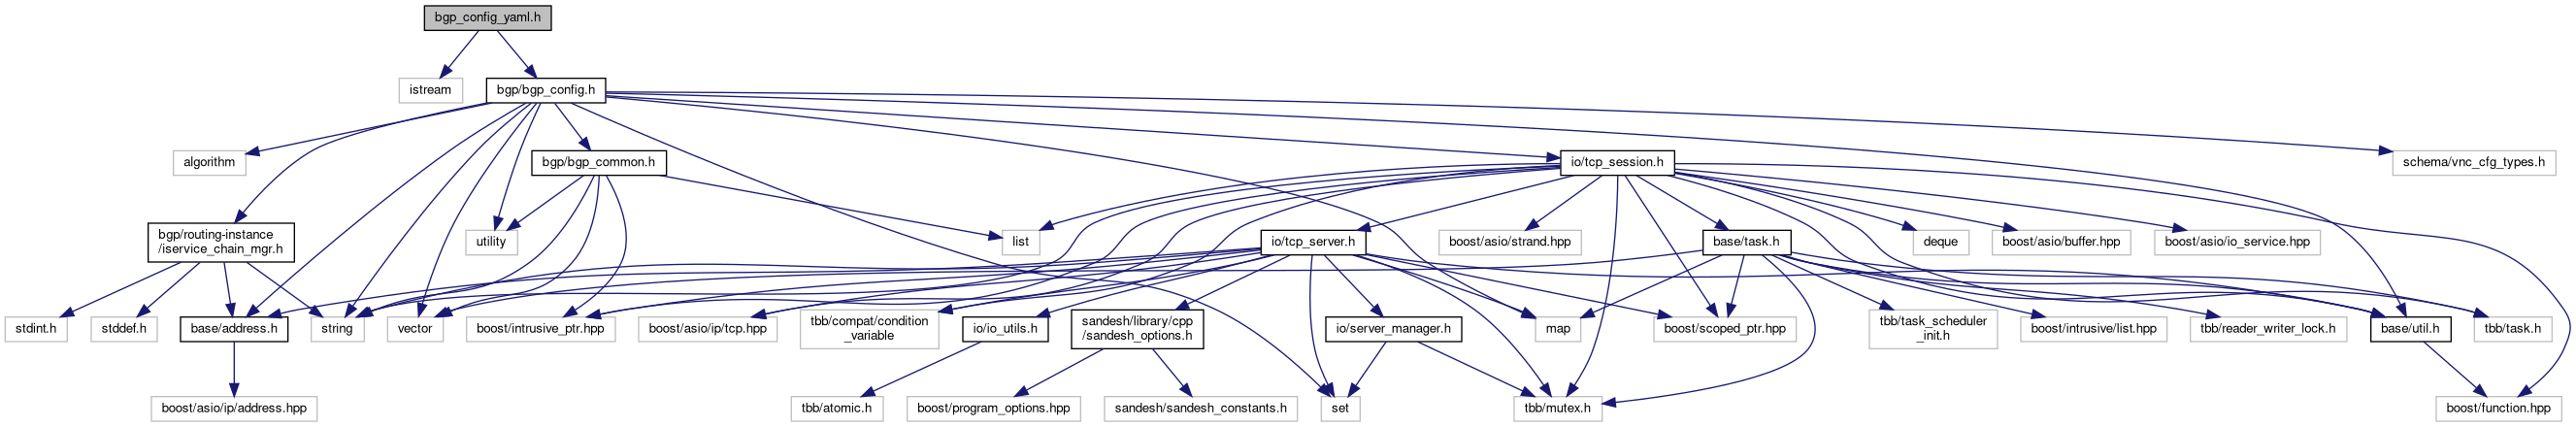 bgp_config_yaml.h
istream
bgp/bgp_config.h
algorithm
bgp/bgp_common.h
io/tcp_session.h
schema/vnc_cfg_types.h
bgp/routing-instance
/iservice_chain_mgr.h
utility
list
io/tcp_server.h
boost/asio/strand.hpp
base/task.h
deque
boost/asio/buffer.hpp
boost/asio/io_service.hpp
stdint.h
stddef.h
base/address.h
string
vector
boost/intrusive_ptr.hpp
boost/asio/ip/tcp.hpp
tbb/compat/condition
_variable
io/io_utils.h
sandesh/library/cpp
/sandesh_options.h
io/server_manager.h
map
boost/scoped_ptr.hpp
tbb/task_scheduler
_init.h
boost/intrusive/list.hpp
tbb/reader_writer_lock.h
base/util.h
tbb/task.h
boost/asio/ip/address.hpp
tbb/atomic.h
boost/program_options.hpp
sandesh/sandesh_constants.h
set
tbb/mutex.h
boost/function.hpp